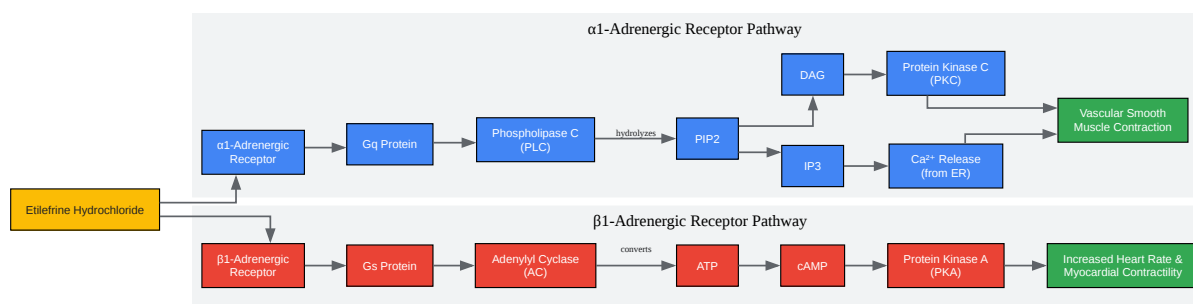 α1-Adrenergic Receptor Pathway
DAG
Protein Kinase C
(PKC)
Vascular Smooth
Muscle Contraction
α1-Adrenergic
Receptor
Gq Protein
Phospholipase C
(PLC)
hydrolyzes
PIP2
IP3
Ca²⁺ Release
(from ER)
Etilefrine Hydrochloride
β1-Adrenergic Receptor Pathway
β1-Adrenergic
Receptor
Gs Protein
Adenylyl Cyclase
(AC)
converts
ATP
cAMP
Protein Kinase A
(PKA)
Increased Heart Rate &
Myocardial Contractility